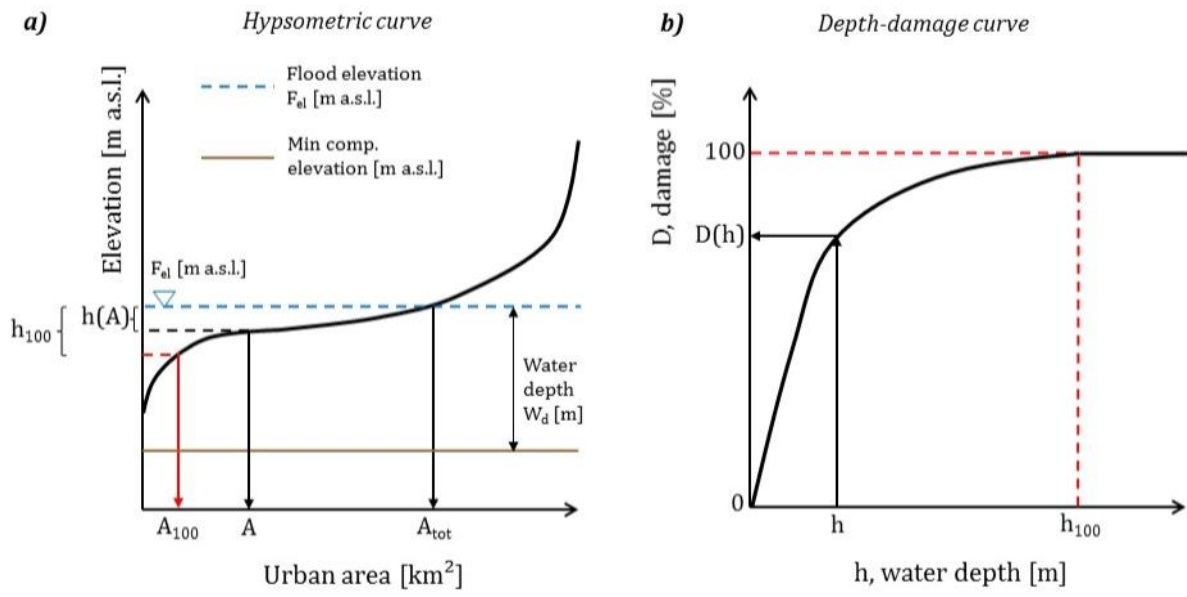 a)
Hypsometric curve
Flood elevation
Fₑₗ [m a.s.l.]
Min comp.
elevation [m a.s.l.]
Elevation [m a.s.l.]
Fₑₗ [m a.s.l.]
h₁₀₀
h(A)
Water
depth
W_d [m]
A₁₀₀
A
Aₜₒₜ
Urban area [km²]
b)
Depth-damage curve
D, damage [%]
100
D(h)
0
h
h₁₀₀
h, water depth [m]